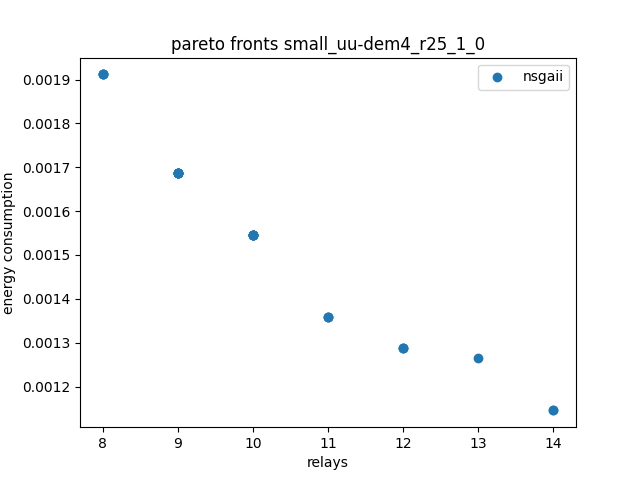 pareto fronts small_uu-dem4_r25_1_0
nsgaii
0.0019
0.0018
0.0017
0.0016
0.0015
0.0014
0.0013
0.0012
energy consumption
8 9 10 11 12 13 14
relays